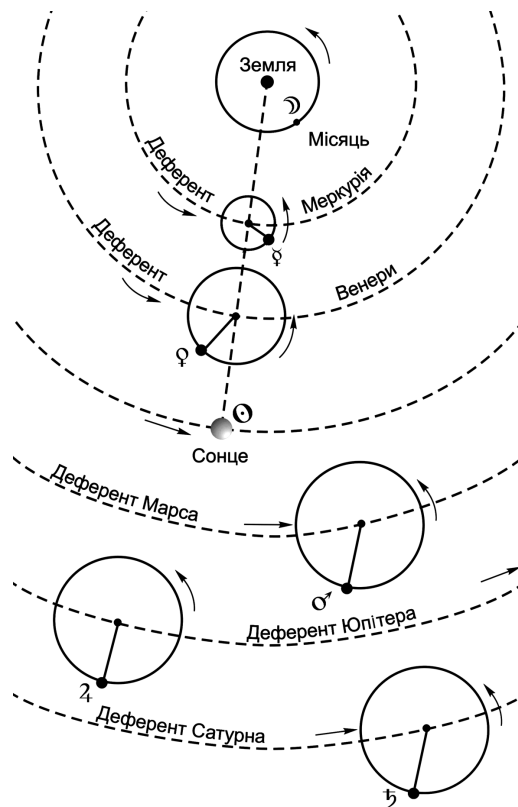 Земля
Місяць
Деферент Меркурія
Деферент Венери
Сонце
Деферент Марса
Деферент Юпітера
Деферент Сатурна